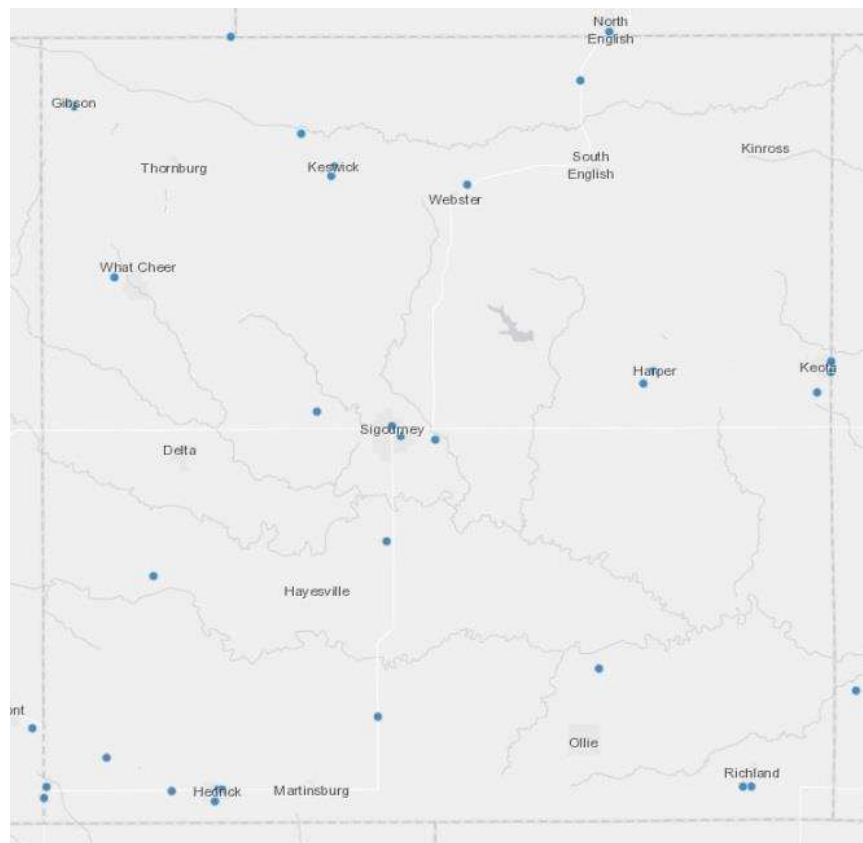 North
English
Gibson
Kinross
South
English
Thornburg
Keswick
Webster
What Cheer
Keota
Harper
Sigourney
Delta
Hayesville
ont
Ollie
Richland
Hedrick
Martinsburg